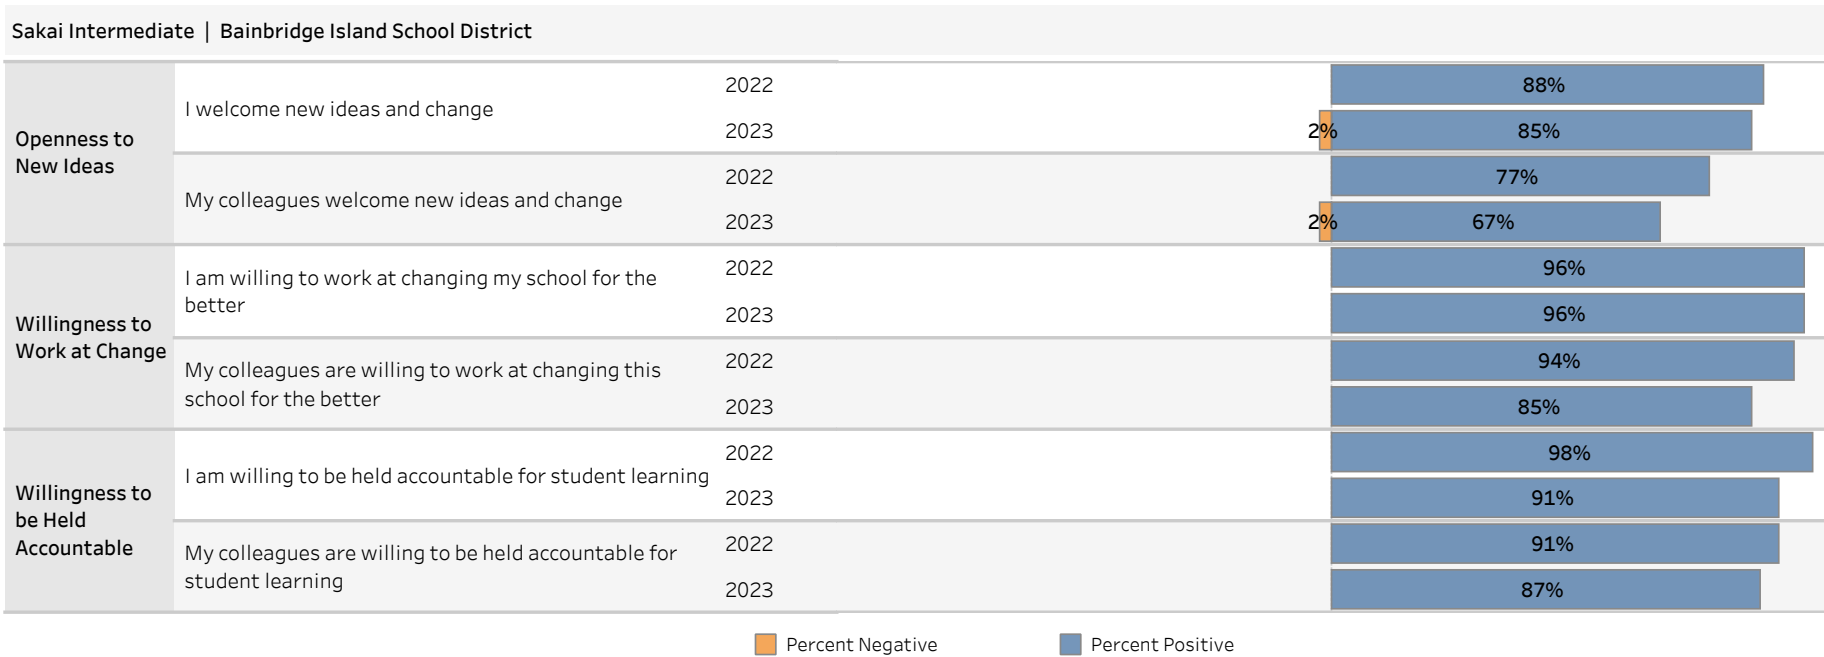 Sakai Intermediate | Bainbridge Island School District
Openness to
New Ideas
I welcome new ideas and change
2022
88%
2023
2%
85%
My colleagues welcome new ideas and change
2022
77%
2023
2%
67%
Willingness to
Work at Change
I am willing to work at changing my school for the
better
2022
96%
2023
96%
My colleagues are willing to work at changing this
school for the better
2022
94%
2023
85%
Willingness to
be Held
Accountable
I am willing to be held accountable for student learning
2022
98%
2023
91%
My colleagues are willing to be held accountable for
student learning
2022
91%
2023
87%
Percent Negative
Percent Positive